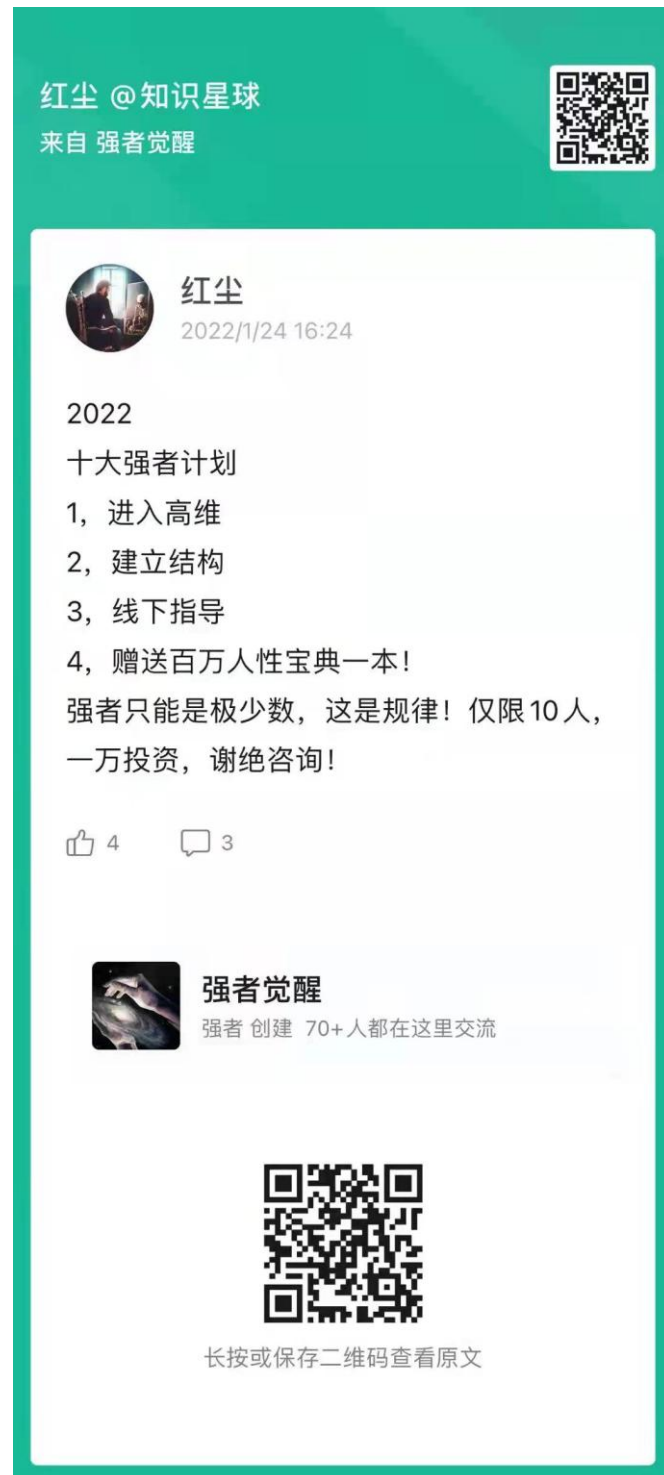 红尘 @知识星球
来自 强者觉醒
红尘
2022/1/24 16:24
2022
十大强者计划
1，进入高维
2，建立结构
3，线下指导
4，赠送百万人性宝典一本！
强者只能是极少数，这是规律！仅限10人，
一万投资，谢绝咨询！
4
3
强者觉醒
强者 创建 70+人都在这里交流
长按或保存二维码查看原文